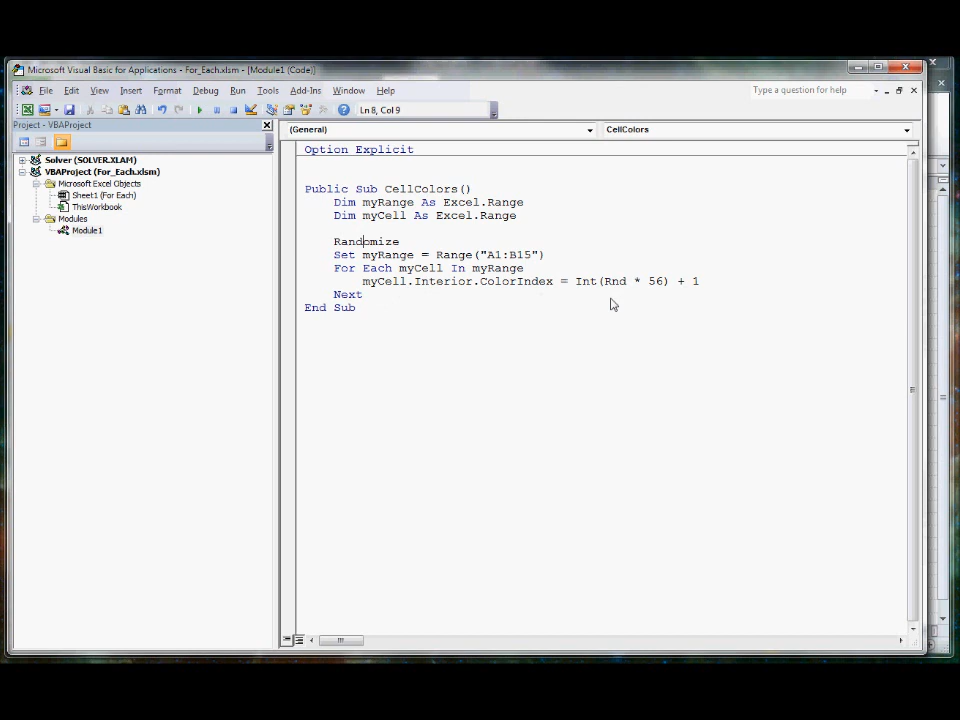 Microsoft Visual Basic for Applications - For_Each.xlsm - [Module1 (Code)]
File Edit View Insert Format Debug Run Tools Add-Ins Window Help Type a question for help
Ln 8, Col 9
Project - VBAProject
(General) CellColors
Solver (SOLVER.XLAM)
VBAProject (For_Each.xlsm)
Microsoft Excel Objects
Sheet1 (For Each)
ThisWorkbook
Modules
Module1
Option Explicit
Public Sub CellColors()
Dim myRange As Excel.Range
Dim myCell As Excel.Range
Randomize
Set myRange = Range("A1:B15")
For Each myCell In myRange
myCell.Interior.ColorIndex = Int(Rnd * 56) + 1
Next
End Sub